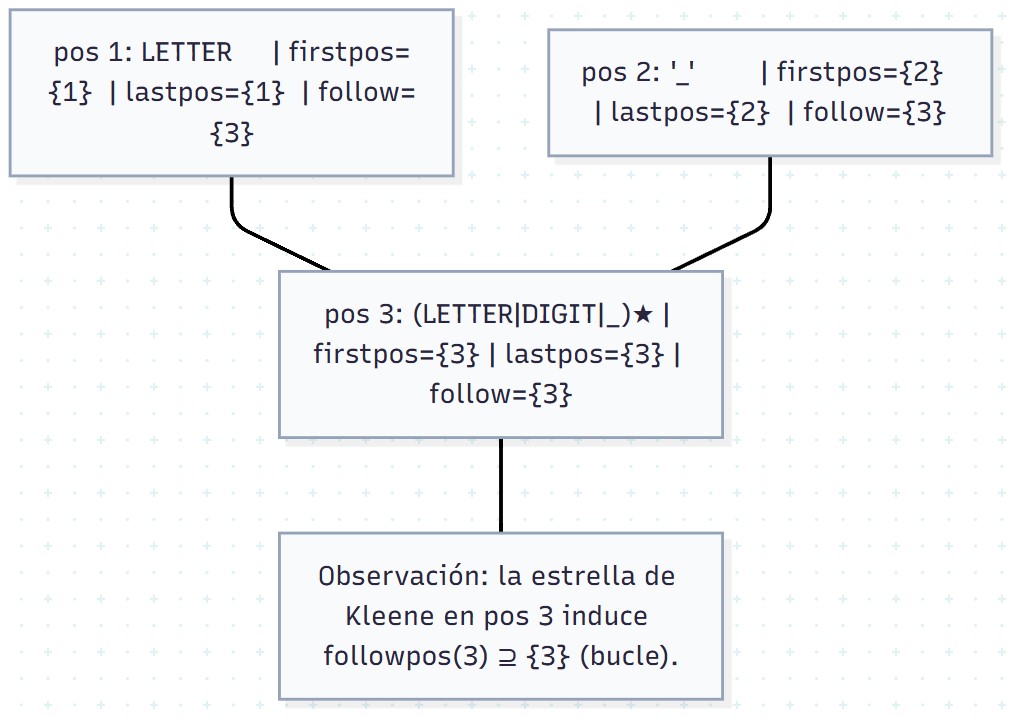 pos 1: LETTER | firstpos=
{1} | lastpos={1} | follow=
{3}
pos 2: '_' | firstpos={2}
| lastpos={2} | follow={3}
pos 3: (LETTER|DIGIT|_)★ |
firstpos={3} | lastpos={3} |
follow={3}
Observación: la estrella de
Kleene en pos 3 induce
followpos(3) ⊇ {3} (bucle).